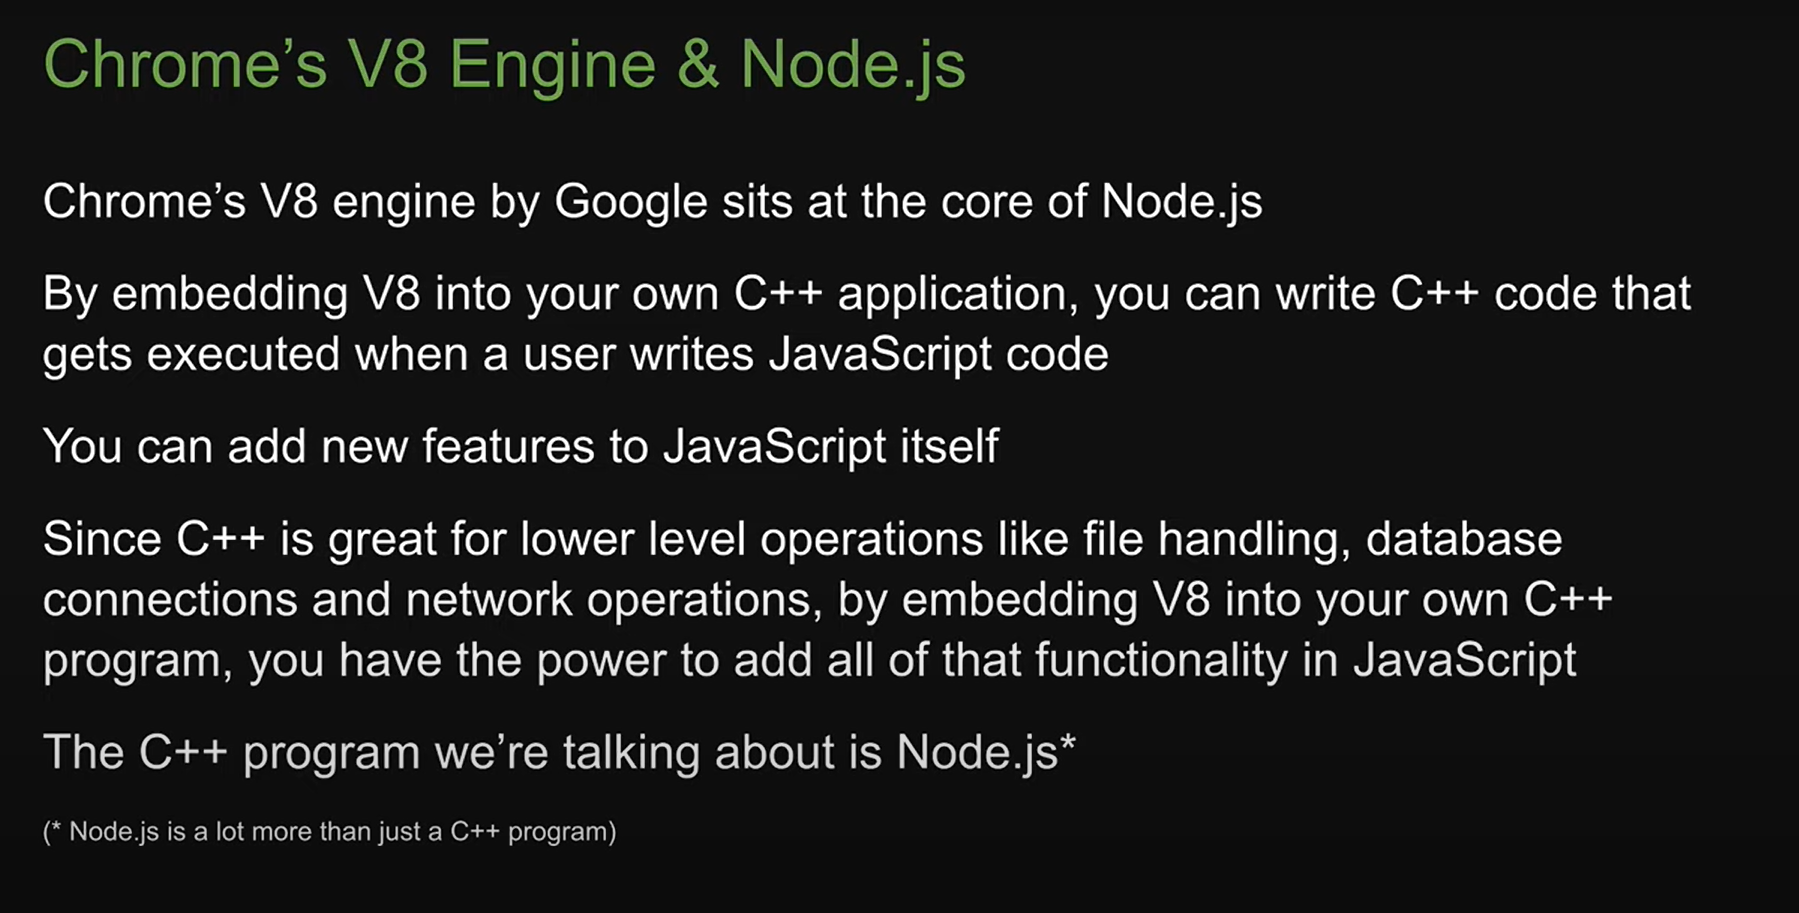 Chrome’s V8 Engine & Node.js
Chrome’s V8 engine by Google sits at the core of Node.js
By embedding V8 into your own C++ application, you can write C++ code that
gets executed when a user writes JavaScript code
You can add new features to JavaScript itself
Since C++ is great for lower level operations like file handling, database
connections and network operations, by embedding V8 into your own C++
program, you have the power to add all of that functionality in JavaScript
The C++ program we’re talking about is Node.js*
(* Node.js is a lot more than just a C++ program)